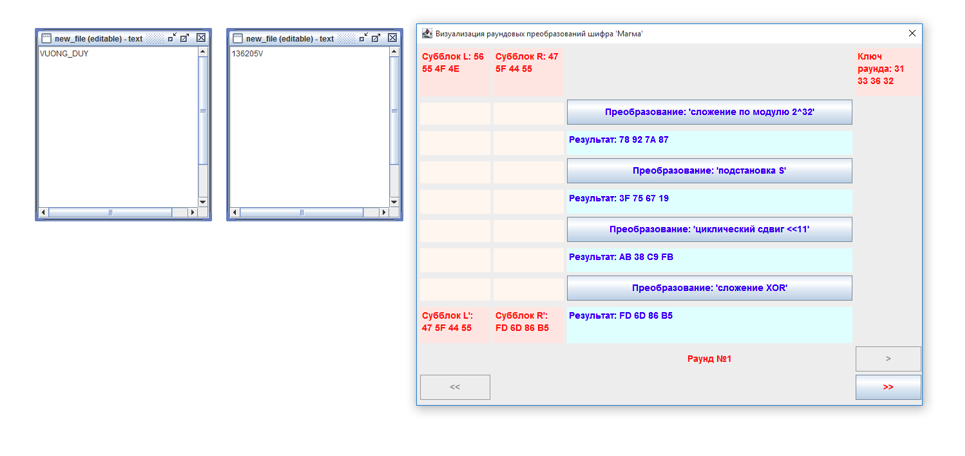 new_file (editable) - text
VUONG_DUY
new_file (editable) - text
136205V
Визуализация раундовых преобразований шифра 'Магма'
Субблок L: 56
55 4F 4E
Субблок R: 47
5F 44 55
Ключ
раунда: 31
33 36 32
Преобразование: 'сложение по модулю 2^32'
Результат: 78 92 7A 87
Преобразование: 'подстановка S'
Результат: 3F 75 67 19
Преобразование: 'циклический сдвиг <<11'
Результат: AB 38 C9 FB
Преобразование: 'сложение XOR'
Субблок L':
47 5F 44 55
Субблок R':
FD 6D 86 B5
Результат: FD 6D 86 B5
Раунд №1
>
<<
>>